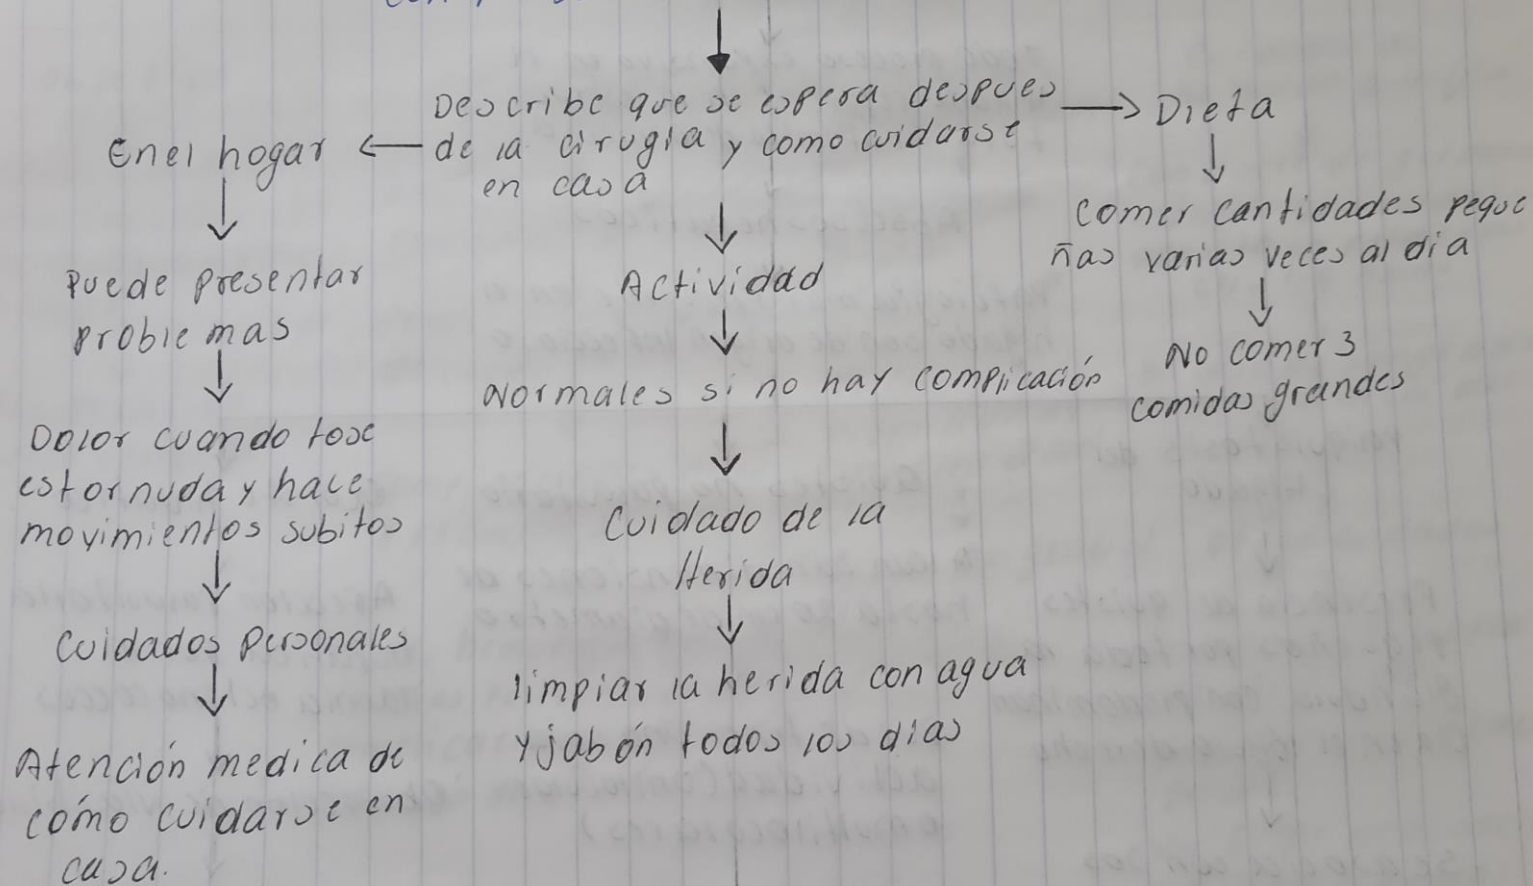 Describe que se espera despues
de la cirugía y como cuidarse
en casa
En el hogar
Puede presentar
problemas
Dolor cuando tose
estornuda y hace
movimientos subitos
Cuidados personales
Atención medica de
cómo cuidarse en
casa.
Actividad
Normales si no hay complicación
Cuidado de la
Herida
limpiar la herida con agua
y jabón todos los días
Dieta
Comer cantidades peque
ñas varias veces al día
No comer 3
comidas grandes